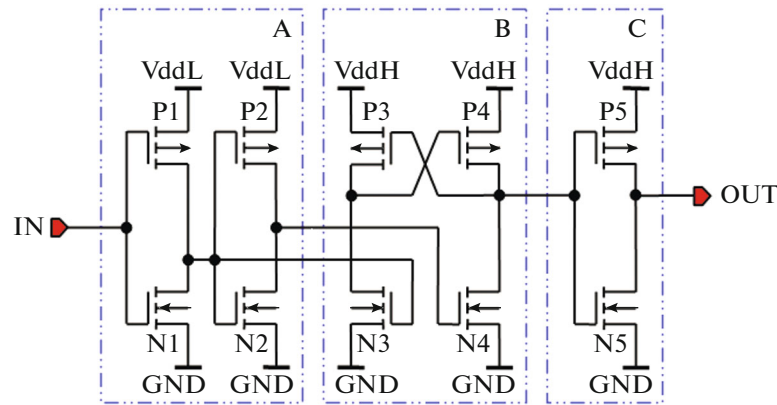 A B C
VddL VddL VddH VddH VddH
P1 P2 P3 P4 P5
IN OUT
N1 N2 N3 N4 N5
GND GND GND GND GND